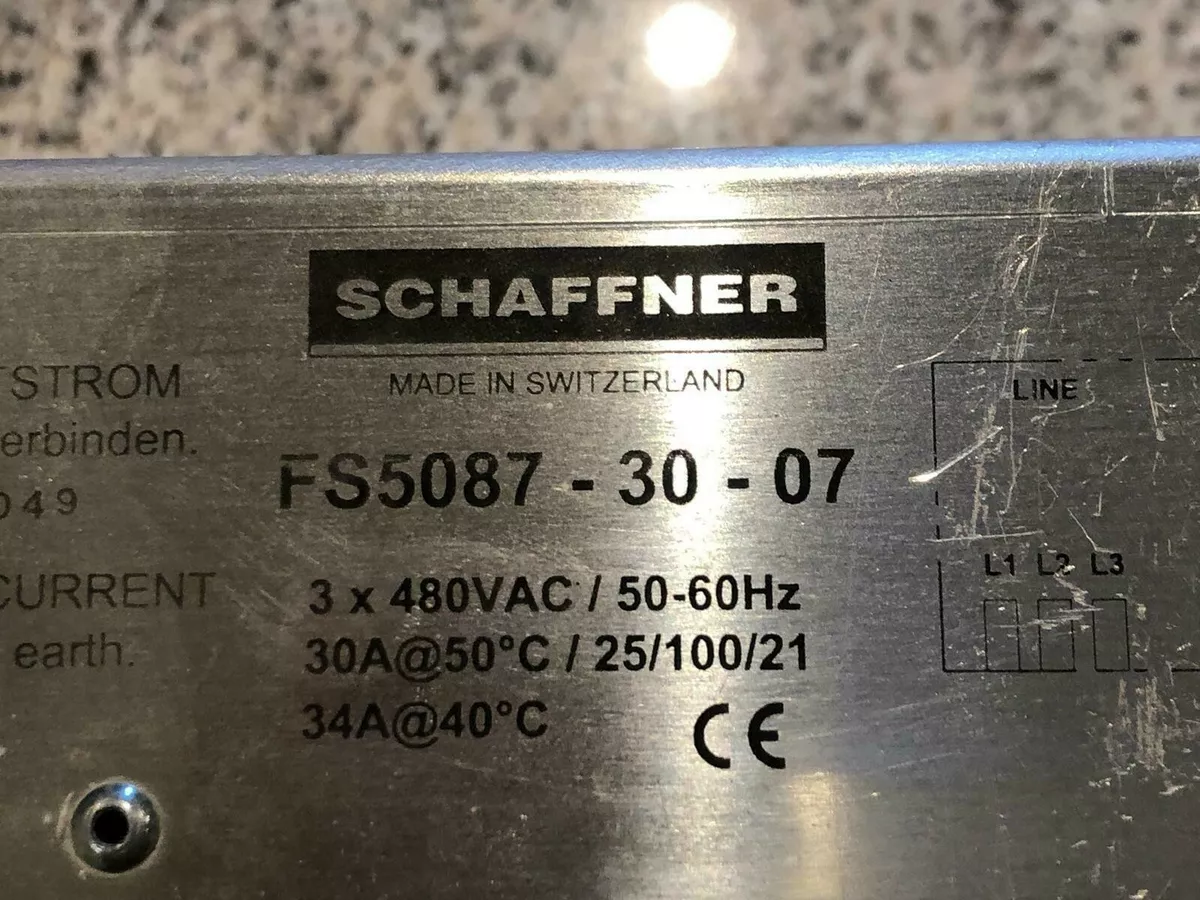 SCHAFFNER
MADE IN SWITZERLAND
TSTROM
erbinden.
049
CURRENT
earth.
FS5087 - 30 - 07
3 x 480VAC / 50-60Hz
30A@50°C / 25/100/21
34A@40°C
CE
LINE
L1 L2 L3